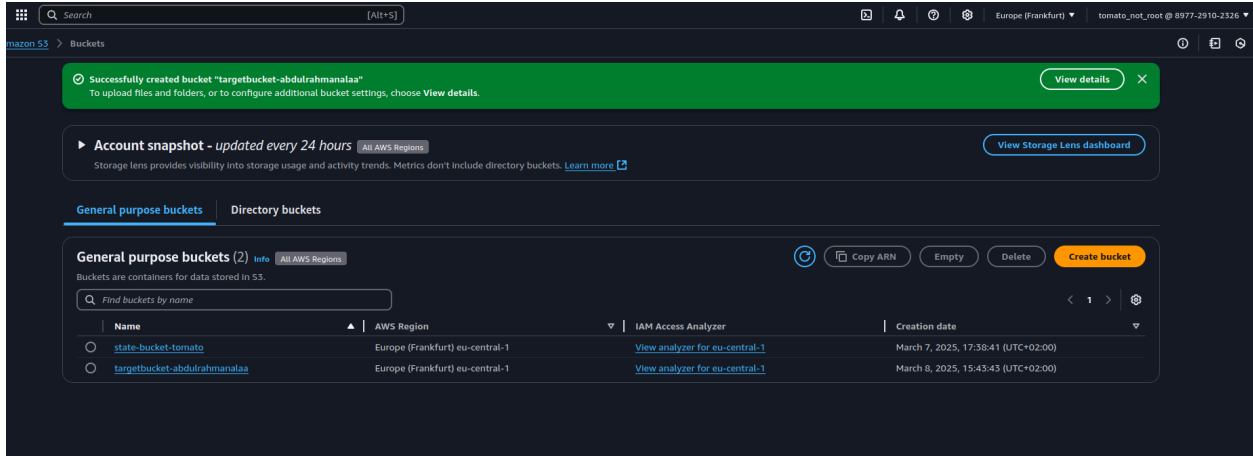 Search [Alt+S] Europe (Frankfurt) ▼ tomato_not_root @ 8977-2910-2326 ▼
mazon S3 > Buckets
Successfully created bucket "targetbucket-abdulrahmanalaa"
To upload files and folders, or to configure additional bucket settings, choose View details.
View details
Account snapshot - updated every 24 hours All AWS Regions
Storage lens provides visibility into storage usage and activity trends. Metrics don't include directory buckets. Learn more
View Storage Lens dashboard
General purpose buckets Directory buckets
General purpose buckets (2) Info All AWS Regions
Buckets are containers for data stored in S3.
Copy ARN Empty Delete Create bucket
Find buckets by name
< 1 >
Name AWS Region IAM Access Analyzer Creation date
state-bucket-tomato Europe (Frankfurt) eu-central-1 View analyzer for eu-central-1 March 7, 2025, 17:38:41 (UTC+02:00)
targetbucket-abdulrahmanalaa Europe (Frankfurt) eu-central-1 View analyzer for eu-central-1 March 8, 2025, 15:43:43 (UTC+02:00)